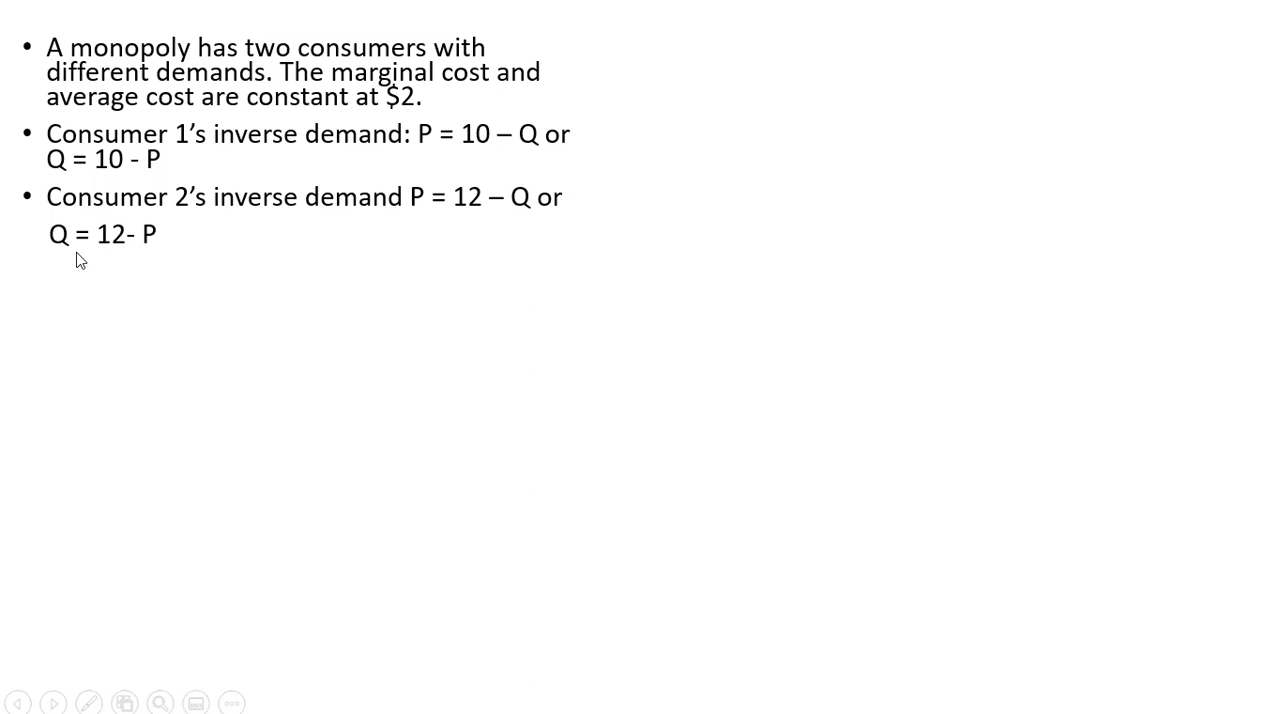 • A monopoly has two consumers with
different demands. The marginal cost and
average cost are constant at $2.
• Consumer 1’s inverse demand: P = 10 – Q or
Q = 10 - P
• Consumer 2’s inverse demand P = 12 – Q or
Q = 12- P